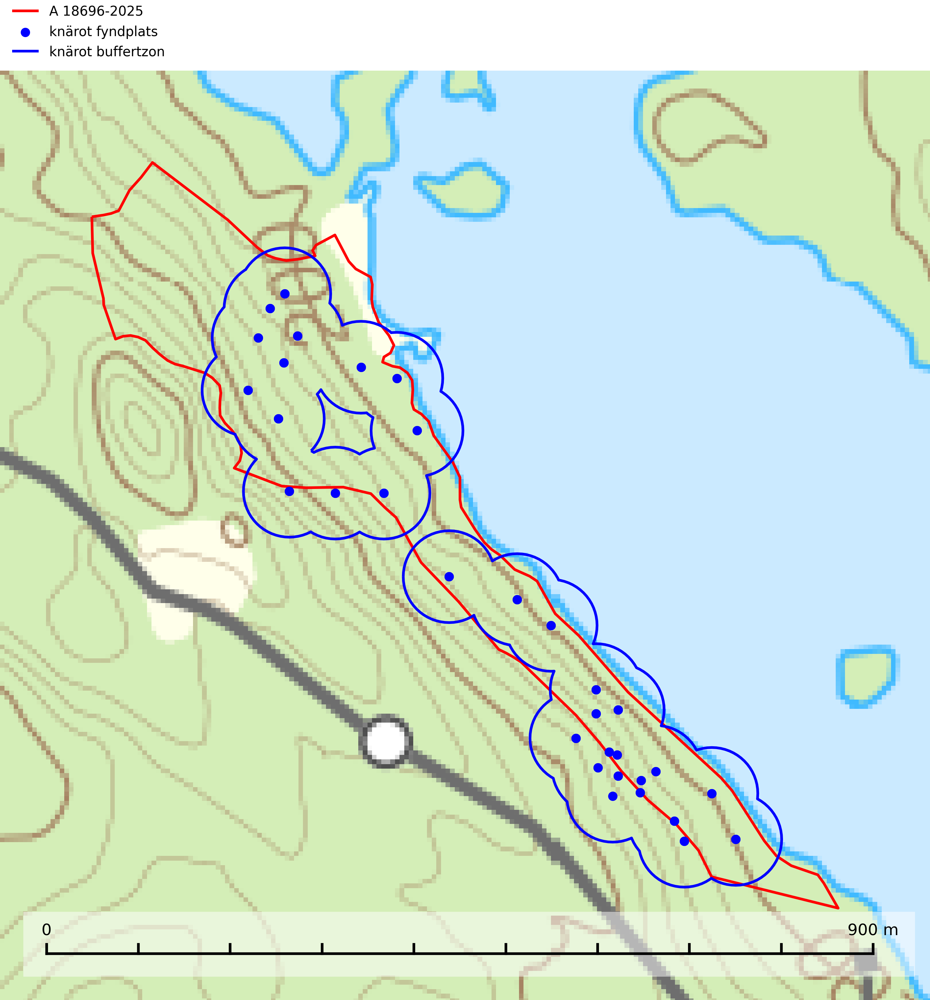 A 18696-2025
knärot fyndplats
knärot buffertzon
0
900 m